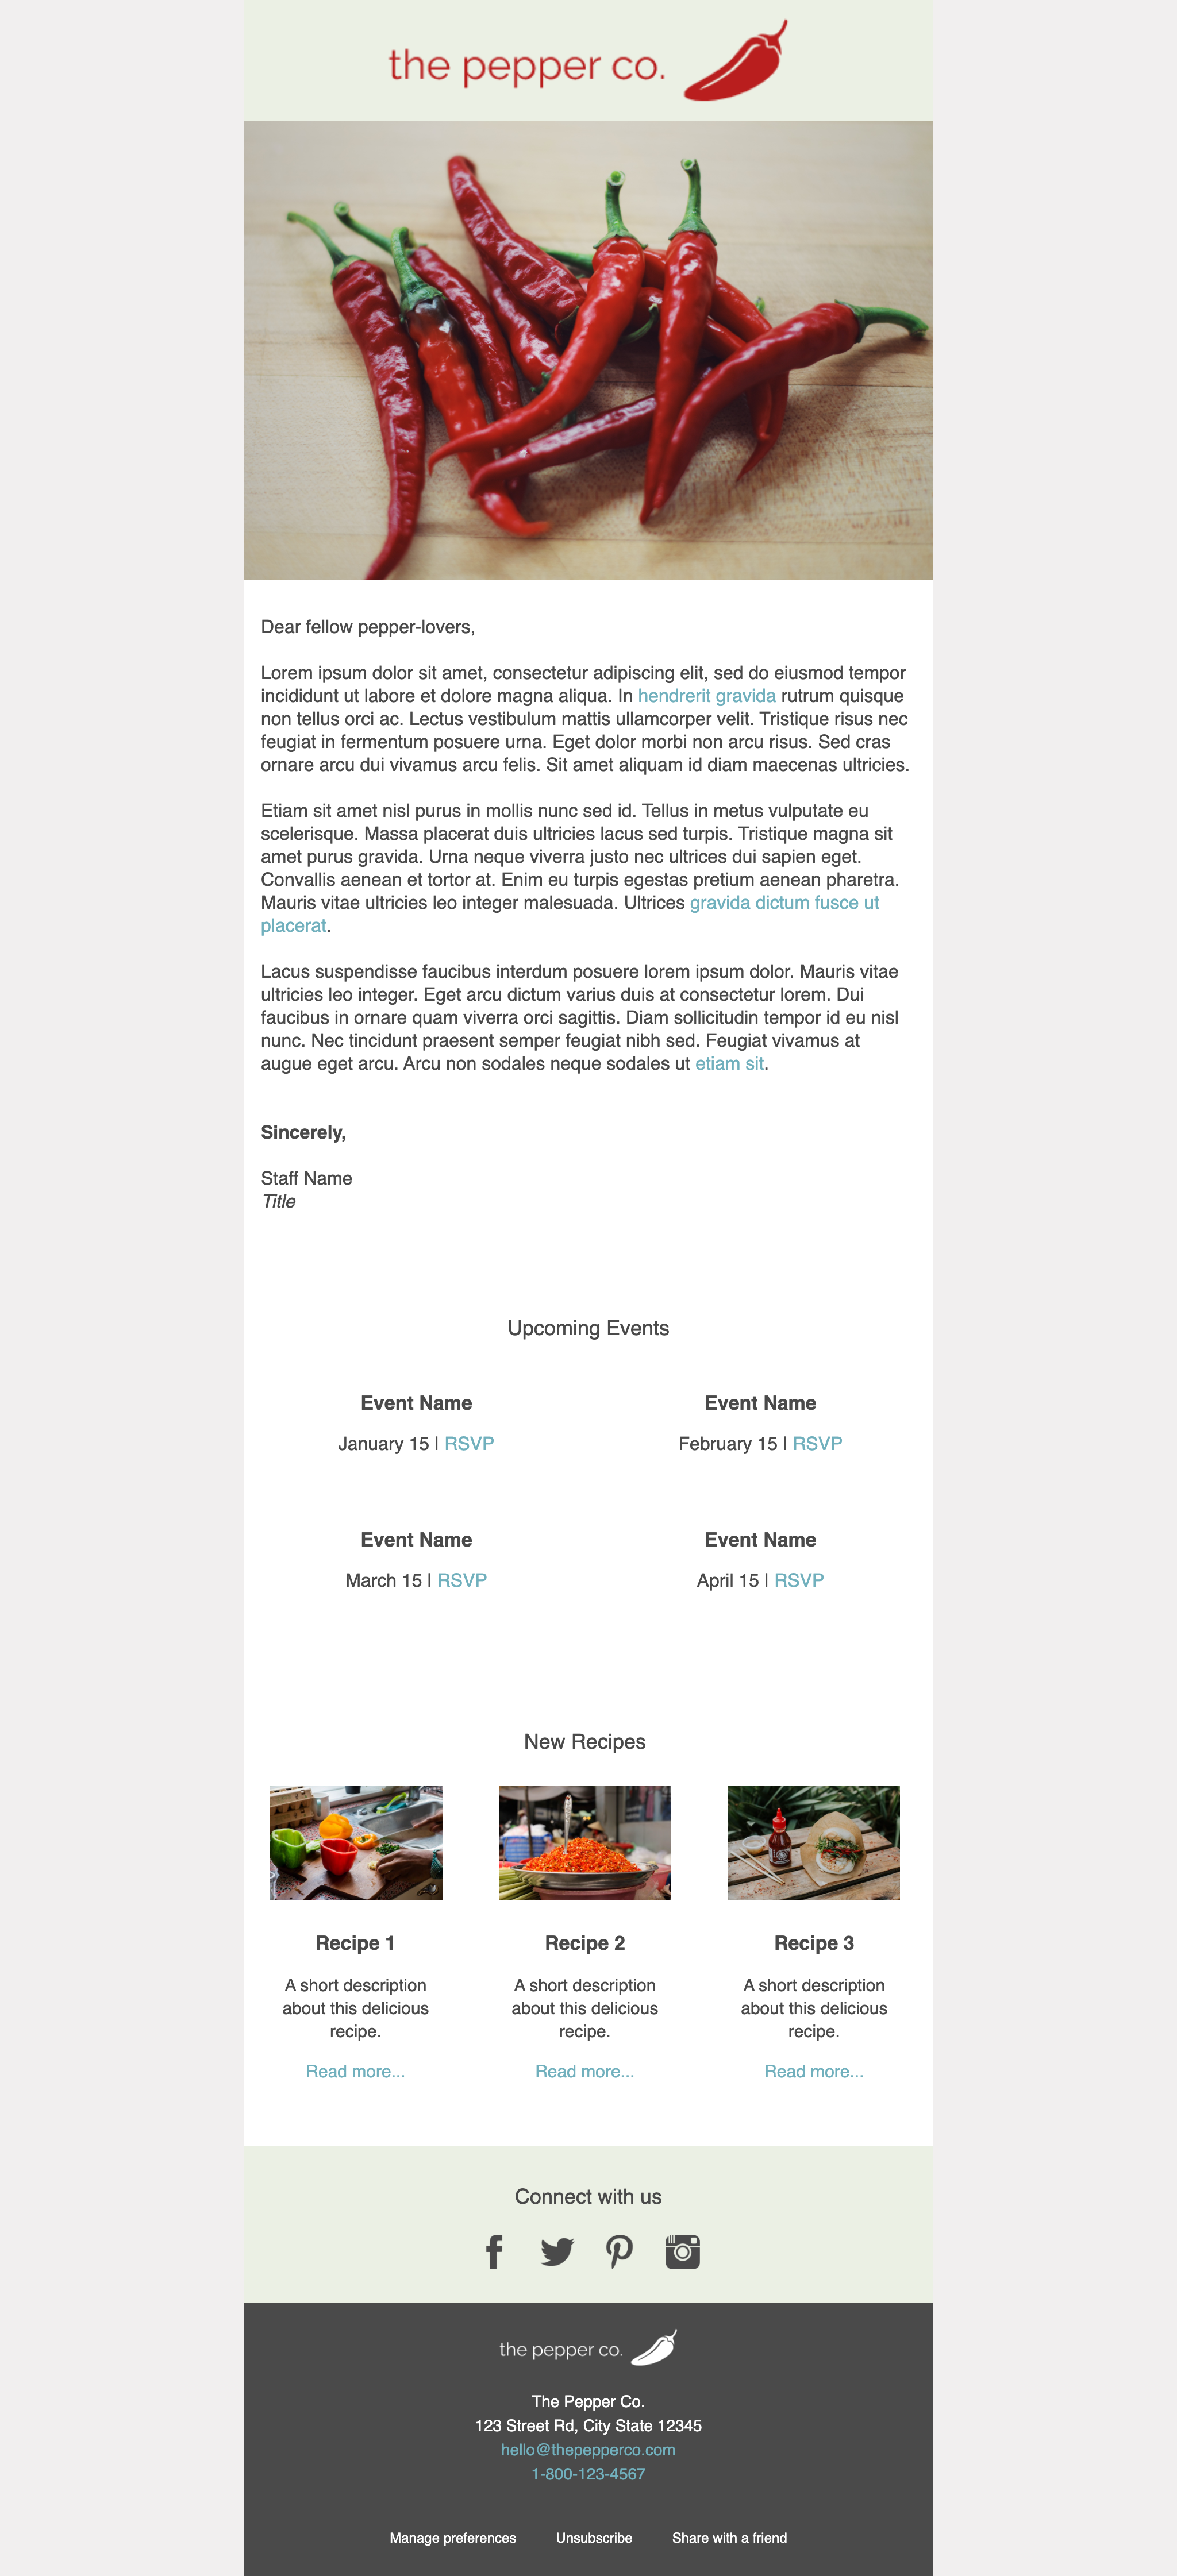 the pepper co.
Dear fellow pepper-lovers,
Lorem ipsum dolor sit amet, consectetur adipiscing elit, sed do eiusmod tempor
incididunt ut labore et dolore magna aliqua. In hendrerit gravida rutrum quisque
non tellus orci ac. Lectus vestibulum mattis ullamcorper velit. Tristique risus nec
feugiat in fermentum posuere urna. Eget dolor morbi non arcu risus. Sed cras
ornare arcu dui vivamus arcu felis. Sit amet aliquam id diam maecenas ultricies.
Etiam sit amet nisl purus in mollis nunc sed id. Tellus in metus vulputate eu
scelerisque. Massa placerat duis ultricies lacus sed turpis. Tristique magna sit
amet purus gravida. Urna neque viverra justo nec ultrices dui sapien eget.
Convallis aenean et tortor at. Enim eu turpis egestas pretium aenean pharetra.
Mauris vitae ultricies leo integer malesuada. Ultrices gravida dictum fusce ut
placerat.
Lacus suspendisse faucibus interdum posuere lorem ipsum dolor. Mauris vitae
ultricies leo integer. Eget arcu dictum varius duis at consectetur lorem. Dui
faucibus in ornare quam viverra orci sagittis. Diam sollicitudin tempor id eu nisl
nunc. Nec tincidunt praesent semper feugiat nibh sed. Feugiat vivamus at
augue eget arcu. Arcu non sodales neque sodales ut etiam sit.
Sincerely,
Staff Name
Title
Upcoming Events
Event Name
January 15 | RSVP
Event Name
February 15 | RSVP
Event Name
March 15 | RSVP
Event Name
April 15 | RSVP
New Recipes
Recipe 1
A short description
about this delicious
recipe.
Read more...
Recipe 2
A short description
about this delicious
recipe.
Read more...
Recipe 3
A short description
about this delicious
recipe.
Read more...
Connect with us
the pepper co.
The Pepper Co.
123 Street Rd, City State 12345
hello@thepepperco.com
1-800-123-4567
Manage preferences Unsubscribe Share with a friend